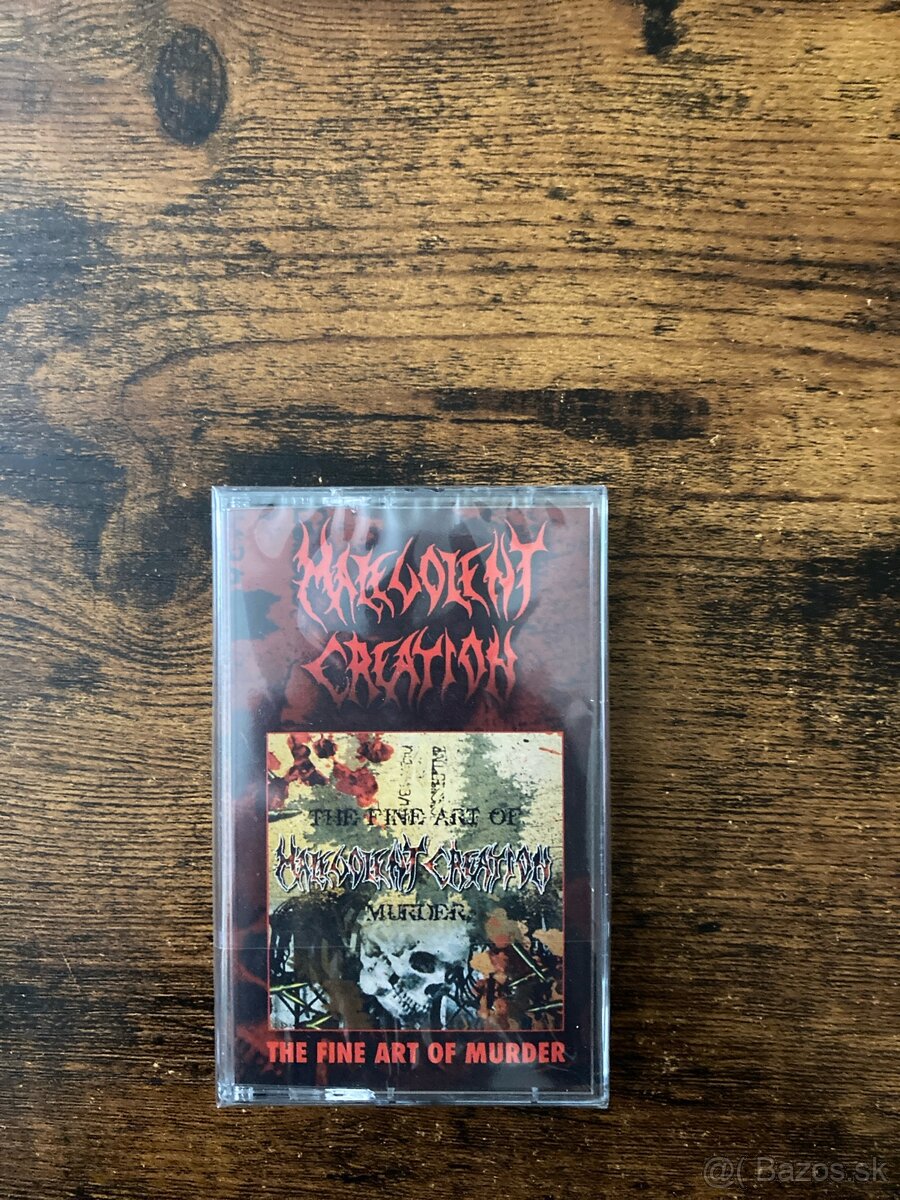 MALEVOLENT
CREATION
THE FINE ART OF
MALEVOLENT CREATION
MURDER
THE FINE ART OF MURDER
@( Bazos.sk